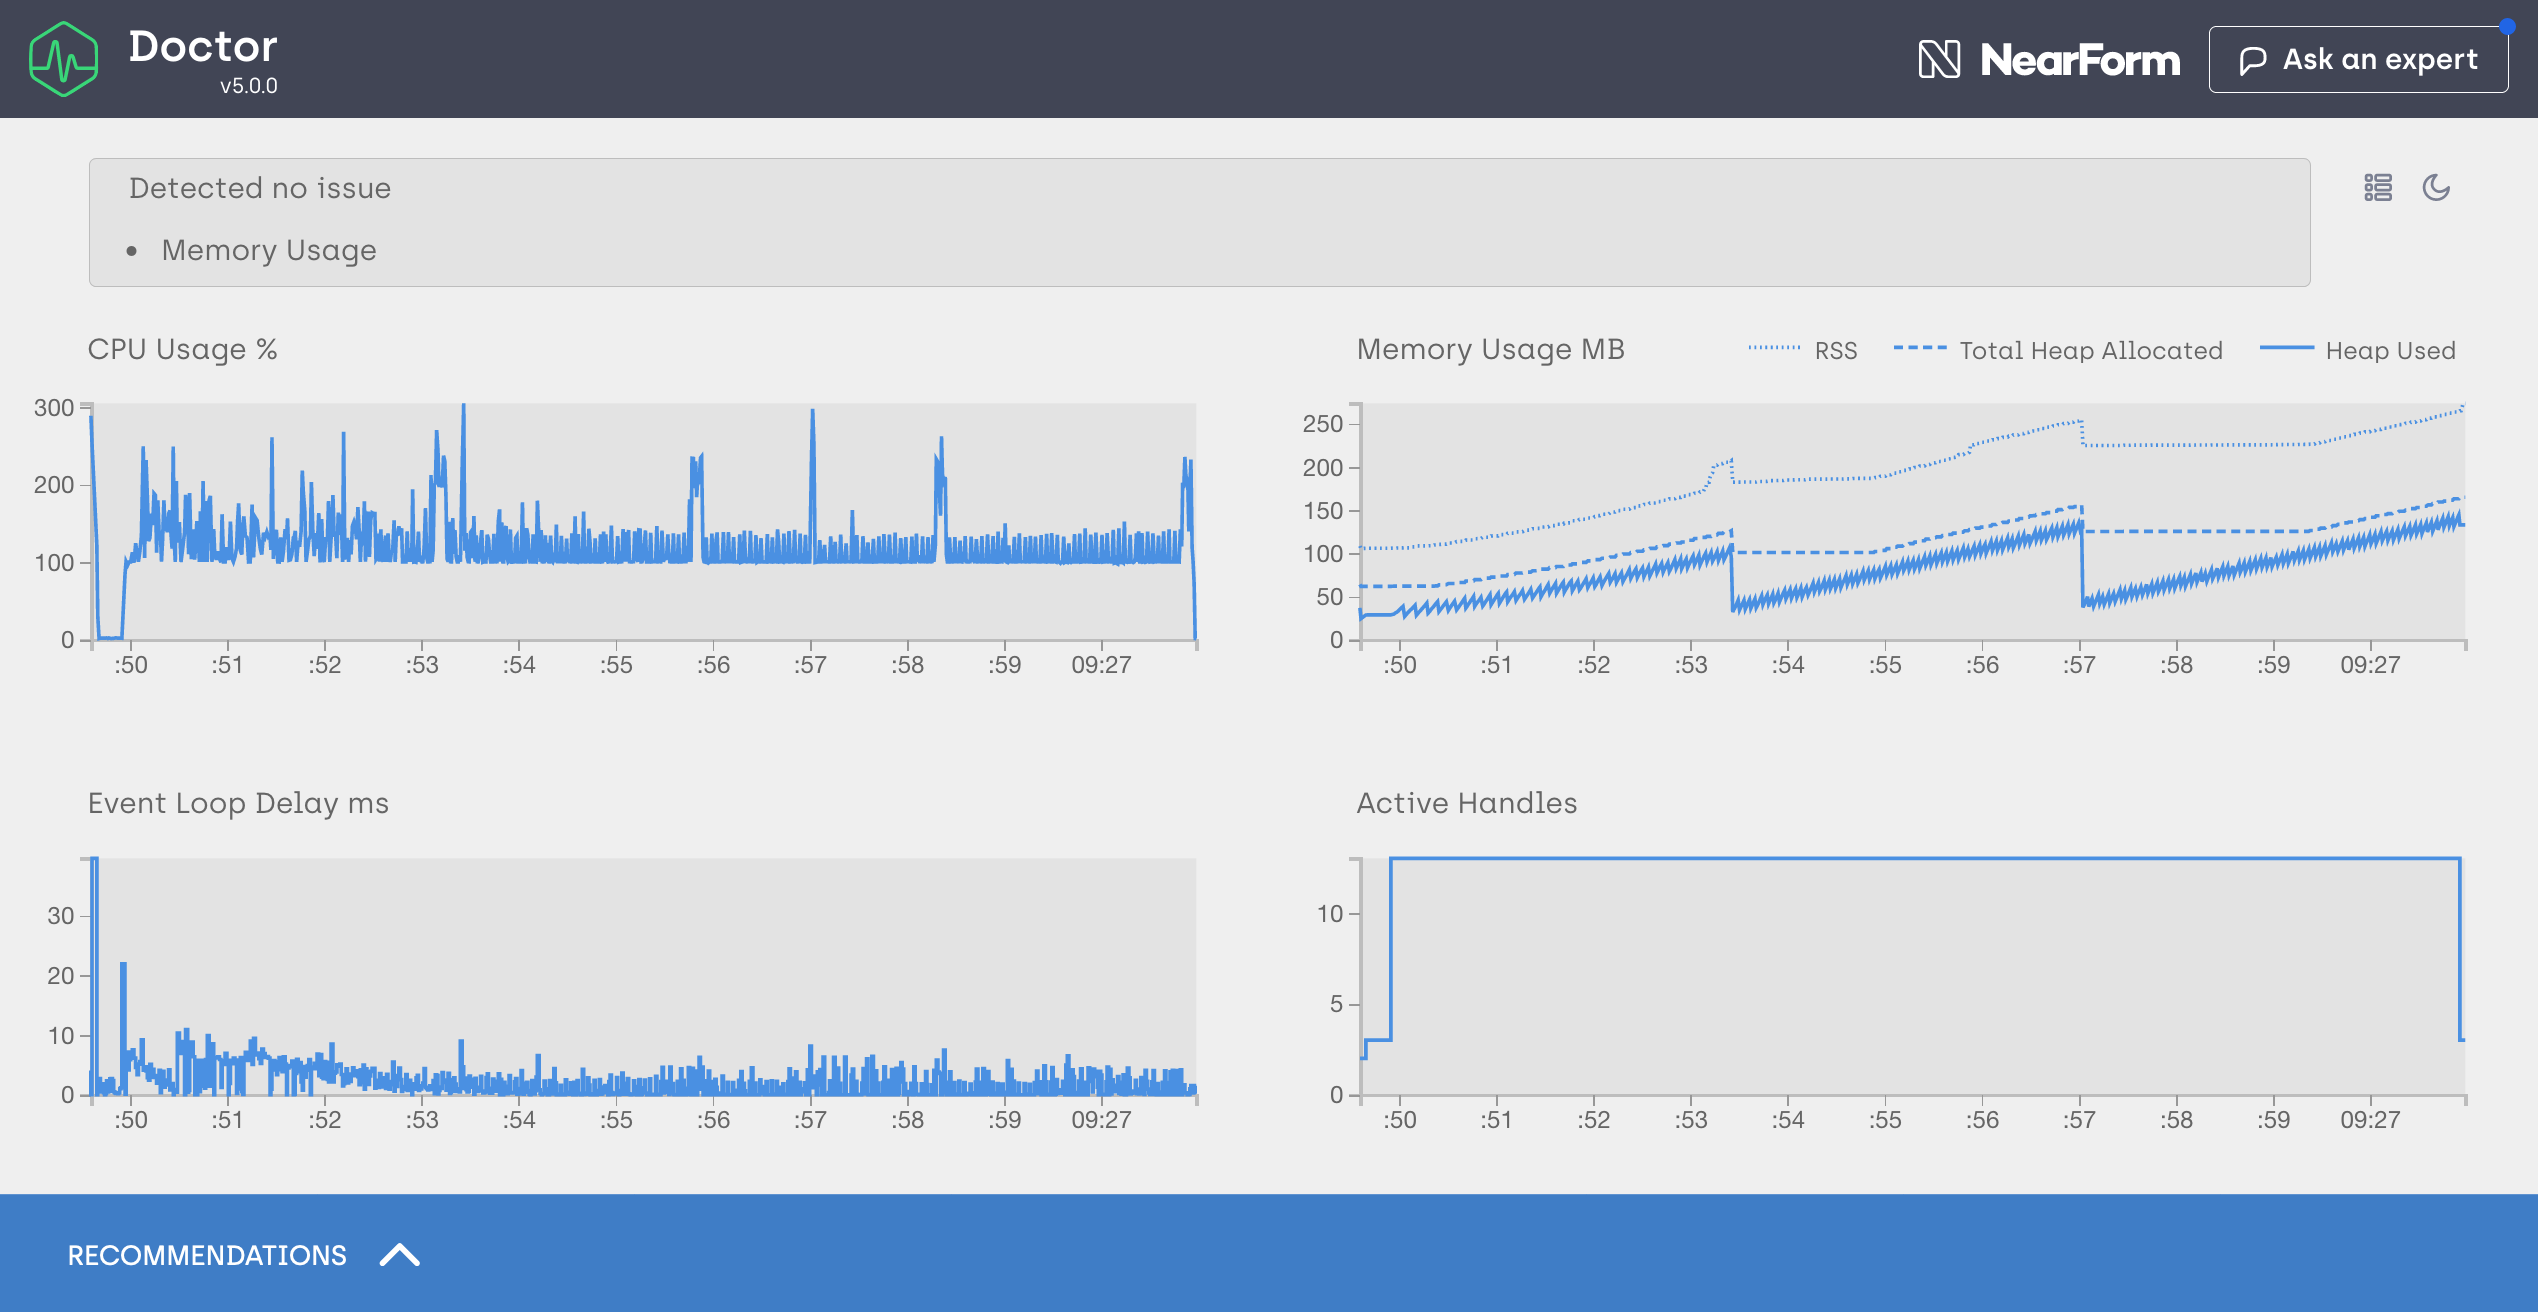 Doctor
v5.0.0
NearForm
Ask an expert
Detected no issue
• Memory Usage
CPU Usage %
300
200
100
0
:50 :51 :52 :53 :54 :55 :56 :57 :58 :59 09:27
Memory Usage MB
RSS Total Heap Allocated Heap Used
250
200
150
100
50
0
:50 :51 :52 :53 :54 :55 :56 :57 :58 :59 09:27
Event Loop Delay ms
30
20
10
0
:50 :51 :52 :53 :54 :55 :56 :57 :58 :59 09:27
Active Handles
10
5
0
:50 :51 :52 :53 :54 :55 :56 :57 :58 :59 09:27
RECOMMENDATIONS